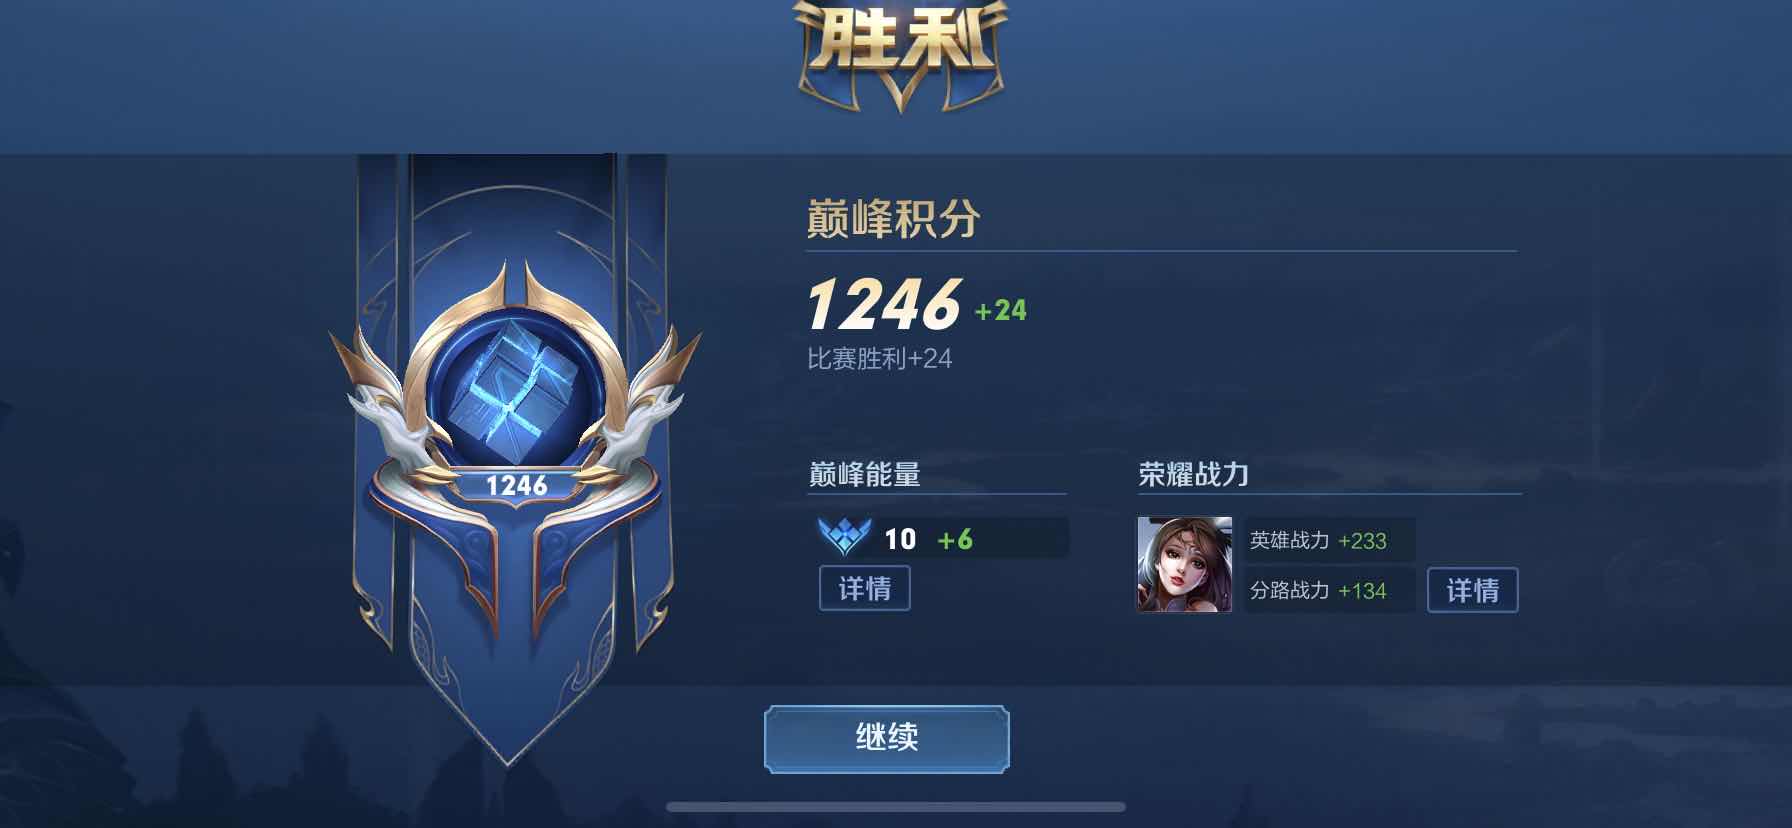 胜利
巅峰积分
1246 +24
比赛胜利+24
1246
巅峰能量
10 +6
详情
荣耀战力
英雄战力 +233
分路战力 +134
详情
继续